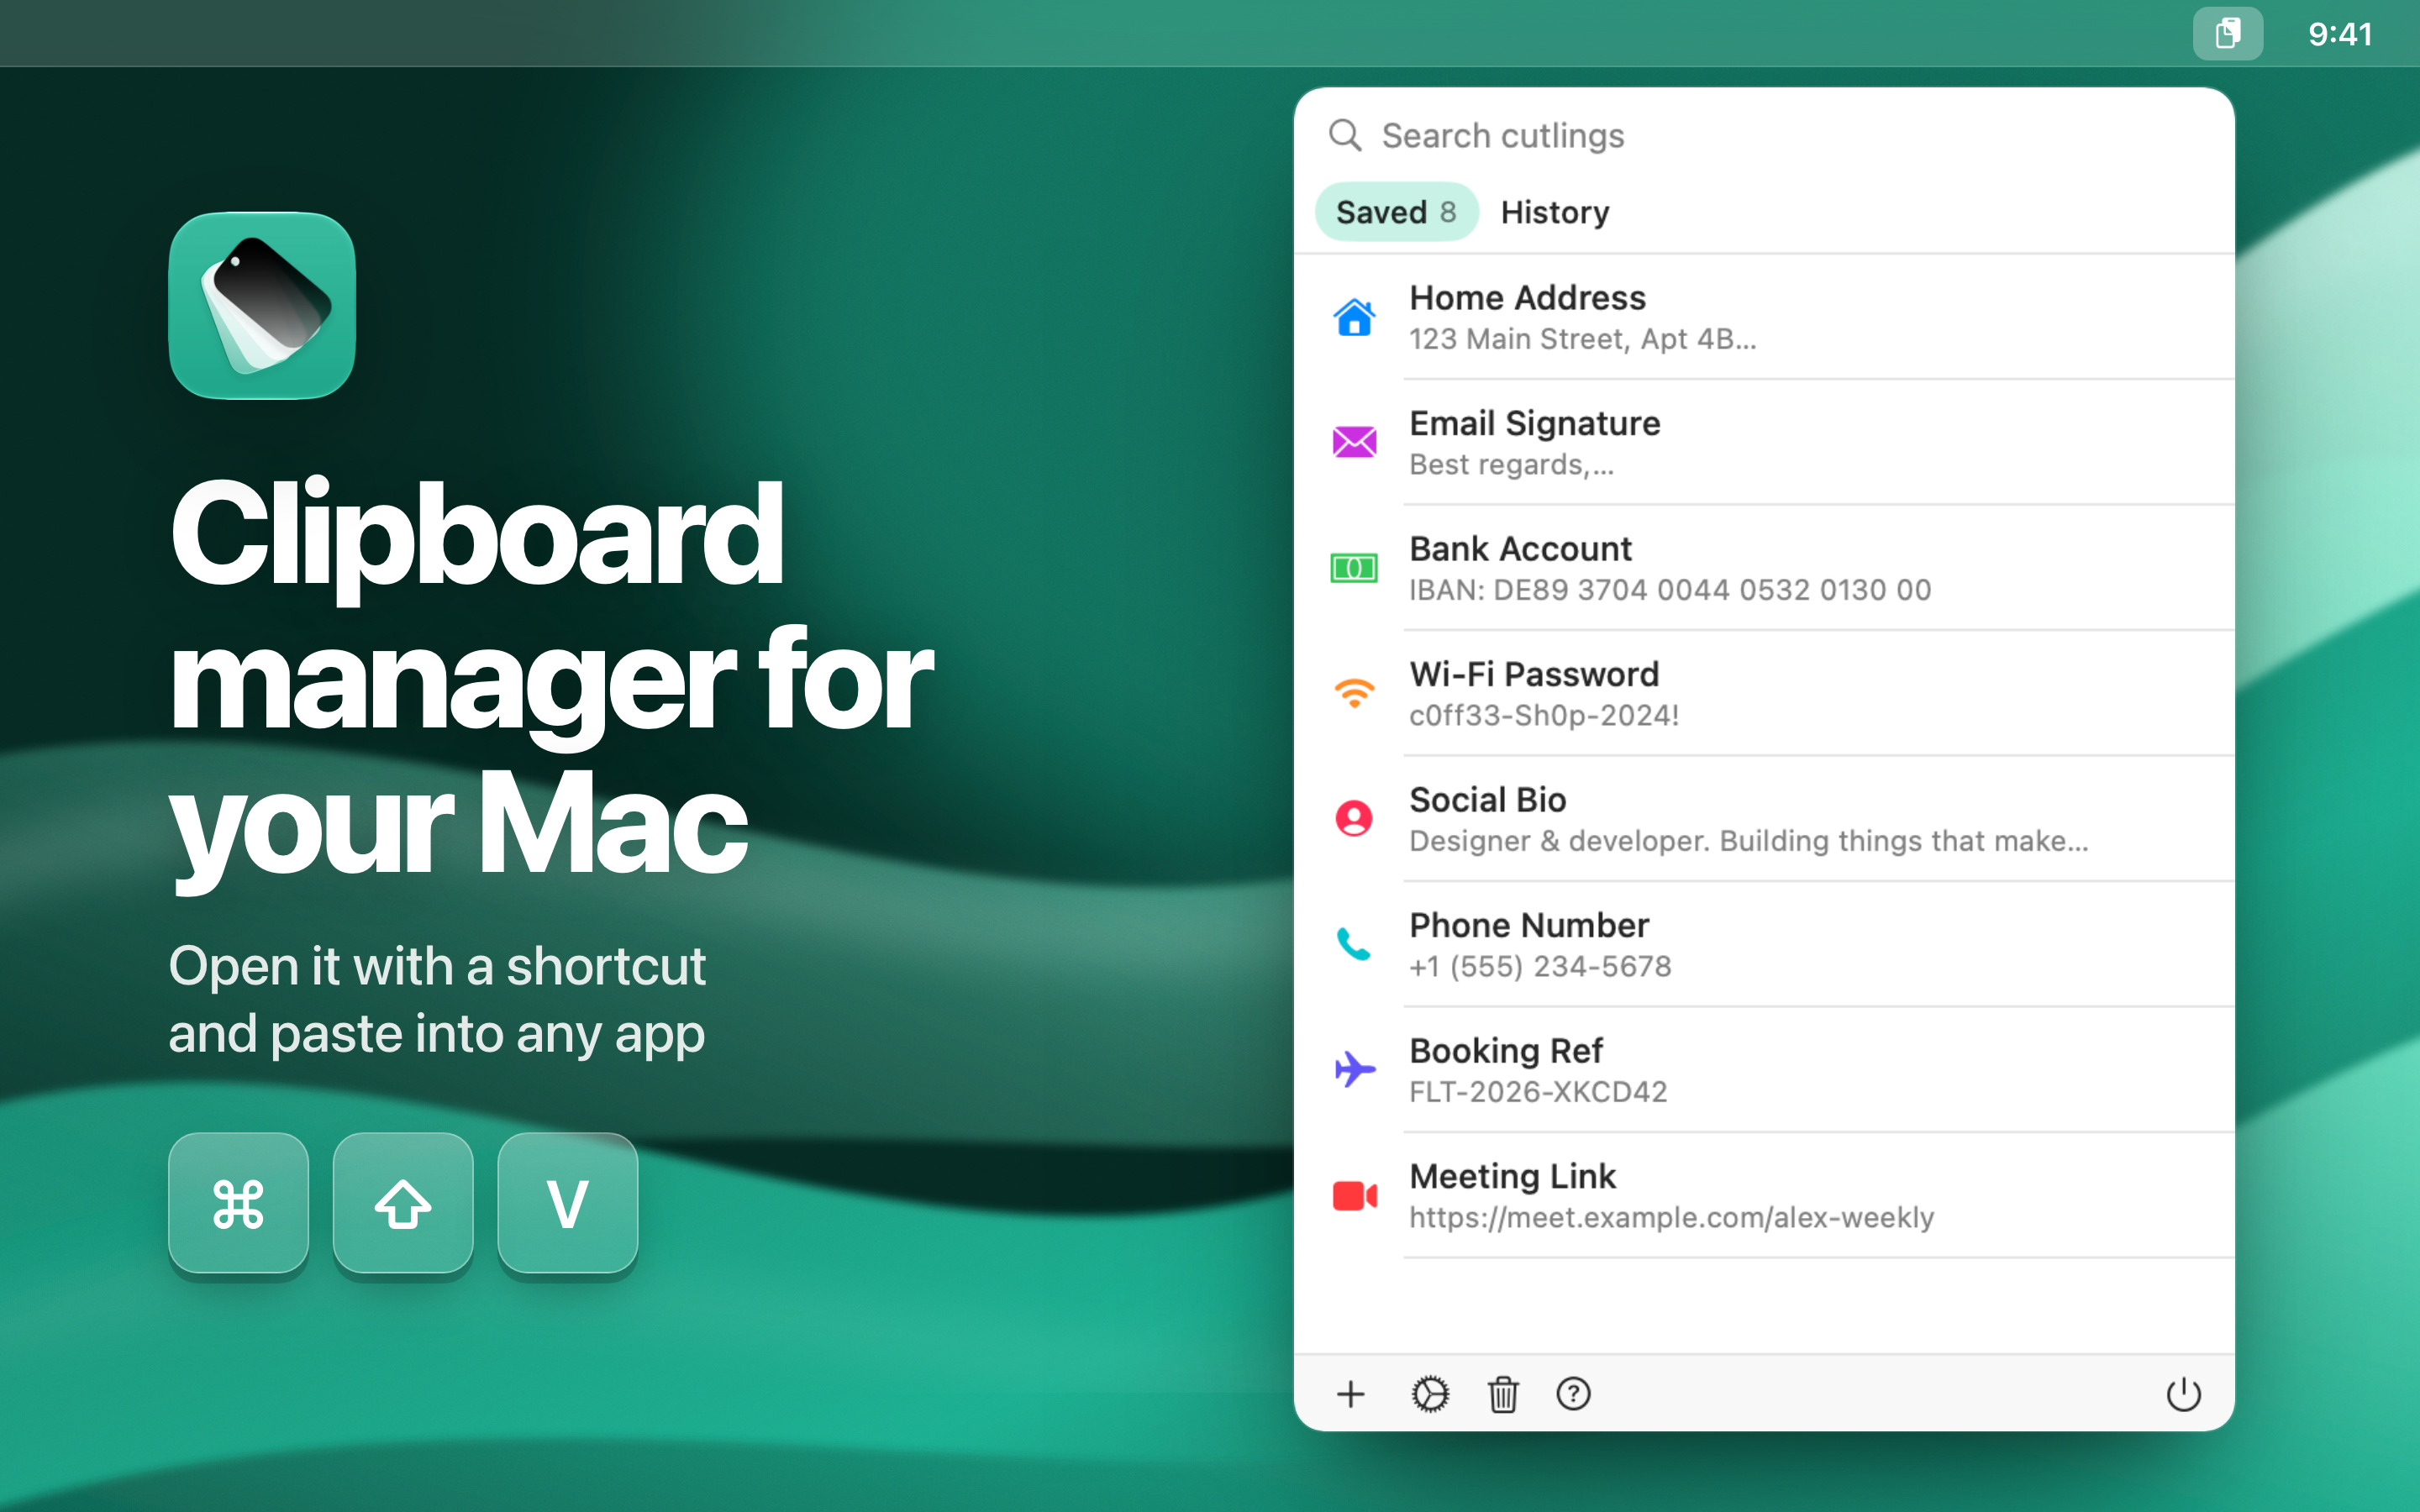 9:41
Clipboard
manager for
your Mac
Open it with a shortcut
and paste into any app
⌘ ⇧ V
Search cutlings
Saved 8 History
Home Address
123 Main Street, Apt 4B...
Email Signature
Best regards,...
Bank Account
IBAN: DE89 3704 0044 0532 0130 00
Wi-Fi Password
c0ff33-Sh0p-2024!
Social Bio
Designer & developer. Building things that make...
Phone Number
+1 (555) 234-5678
Booking Ref
FLT-2026-XKCD42
Meeting Link
https://meet.example.com/alex-weekly